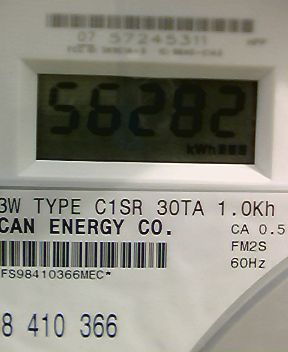 07 57245311
56282
kWh
3W TYPE C1SR 30TA 1.0Kh
CAN ENERGY CO.
CA 0.5
FM2S
60Hz
FS98410366MEC*
8 410 366